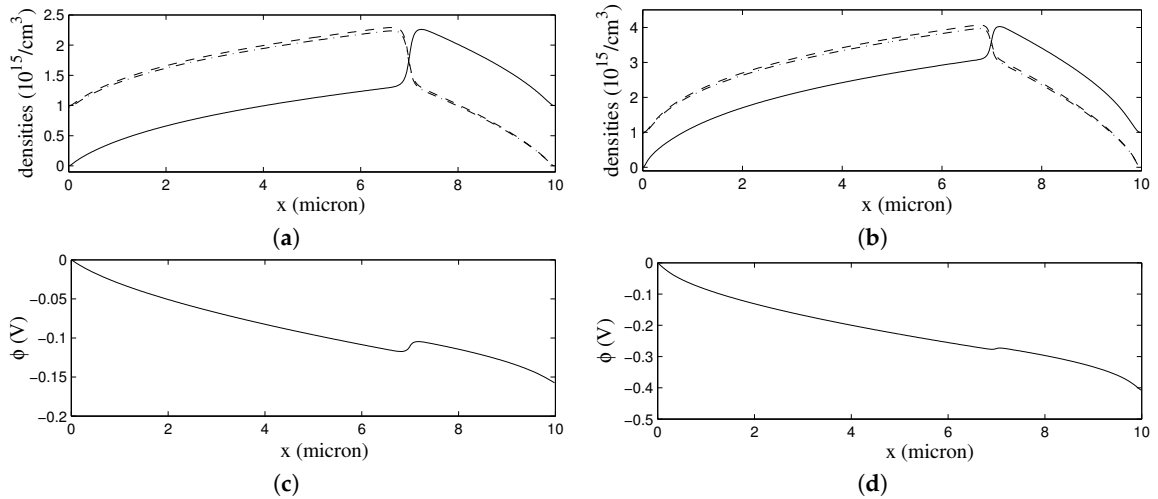 2.5
2
1.5
1
0.5
0
densities (10^15/cm^3)
0 2 4 6 8 10
x (micron)
(a)
4
3
2
1
0
densities (10^15/cm^3)
0 2 4 6 8 10
x (micron)
(b)
0
−0.05
−0.1
−0.15
−0.2
ϕ (V)
0 2 4 6 8 10
x (micron)
(c)
0
−0.1
−0.2
−0.3
−0.4
−0.5
ϕ (V)
0 2 4 6 8 10
x (micron)
(d)